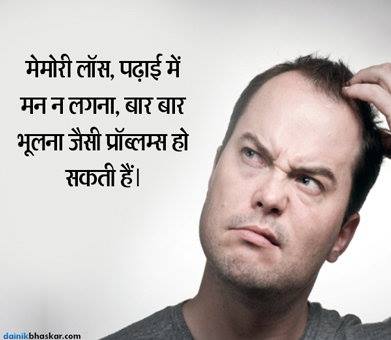 मेमोरी लॉस, पढ़ाई में
मन न लगना, बार बार
भूलना जैसी प्रॉब्लम्स हो
सकती हैं।
dainikbhaskar.com